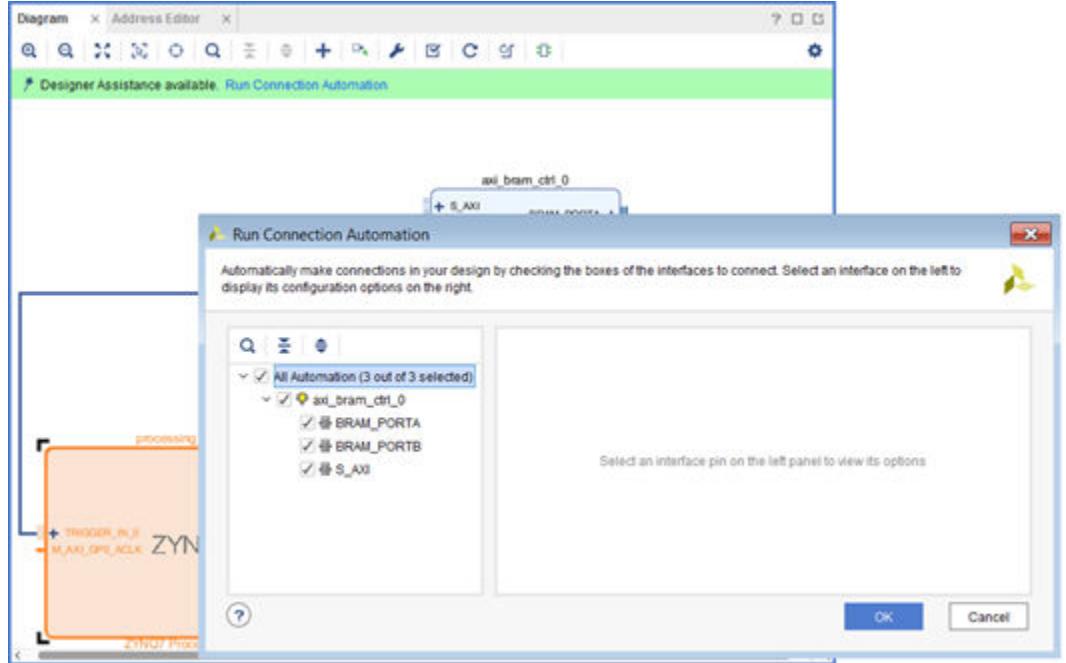 Diagram × Address Editor ×
Designer Assistance available. Run Connection Automation
axi_bram_ctrl_0
S_AXI
Run Connection Automation
Automatically make connections in your design by checking the boxes of the interfaces to connect. Select an interface on the left to
display its configuration options on the right.
All Automation (3 out of 3 selected)
axi_bram_ctrl_0
BRAM_PORTA
BRAM_PORTB
S_AXI
Select an interface pin on the left panel to view its options
processing
TRIGGER_IN_0
M_AXI_GP0_ACLK
ZYN
ZYNQ7 Proce
OK Cancel